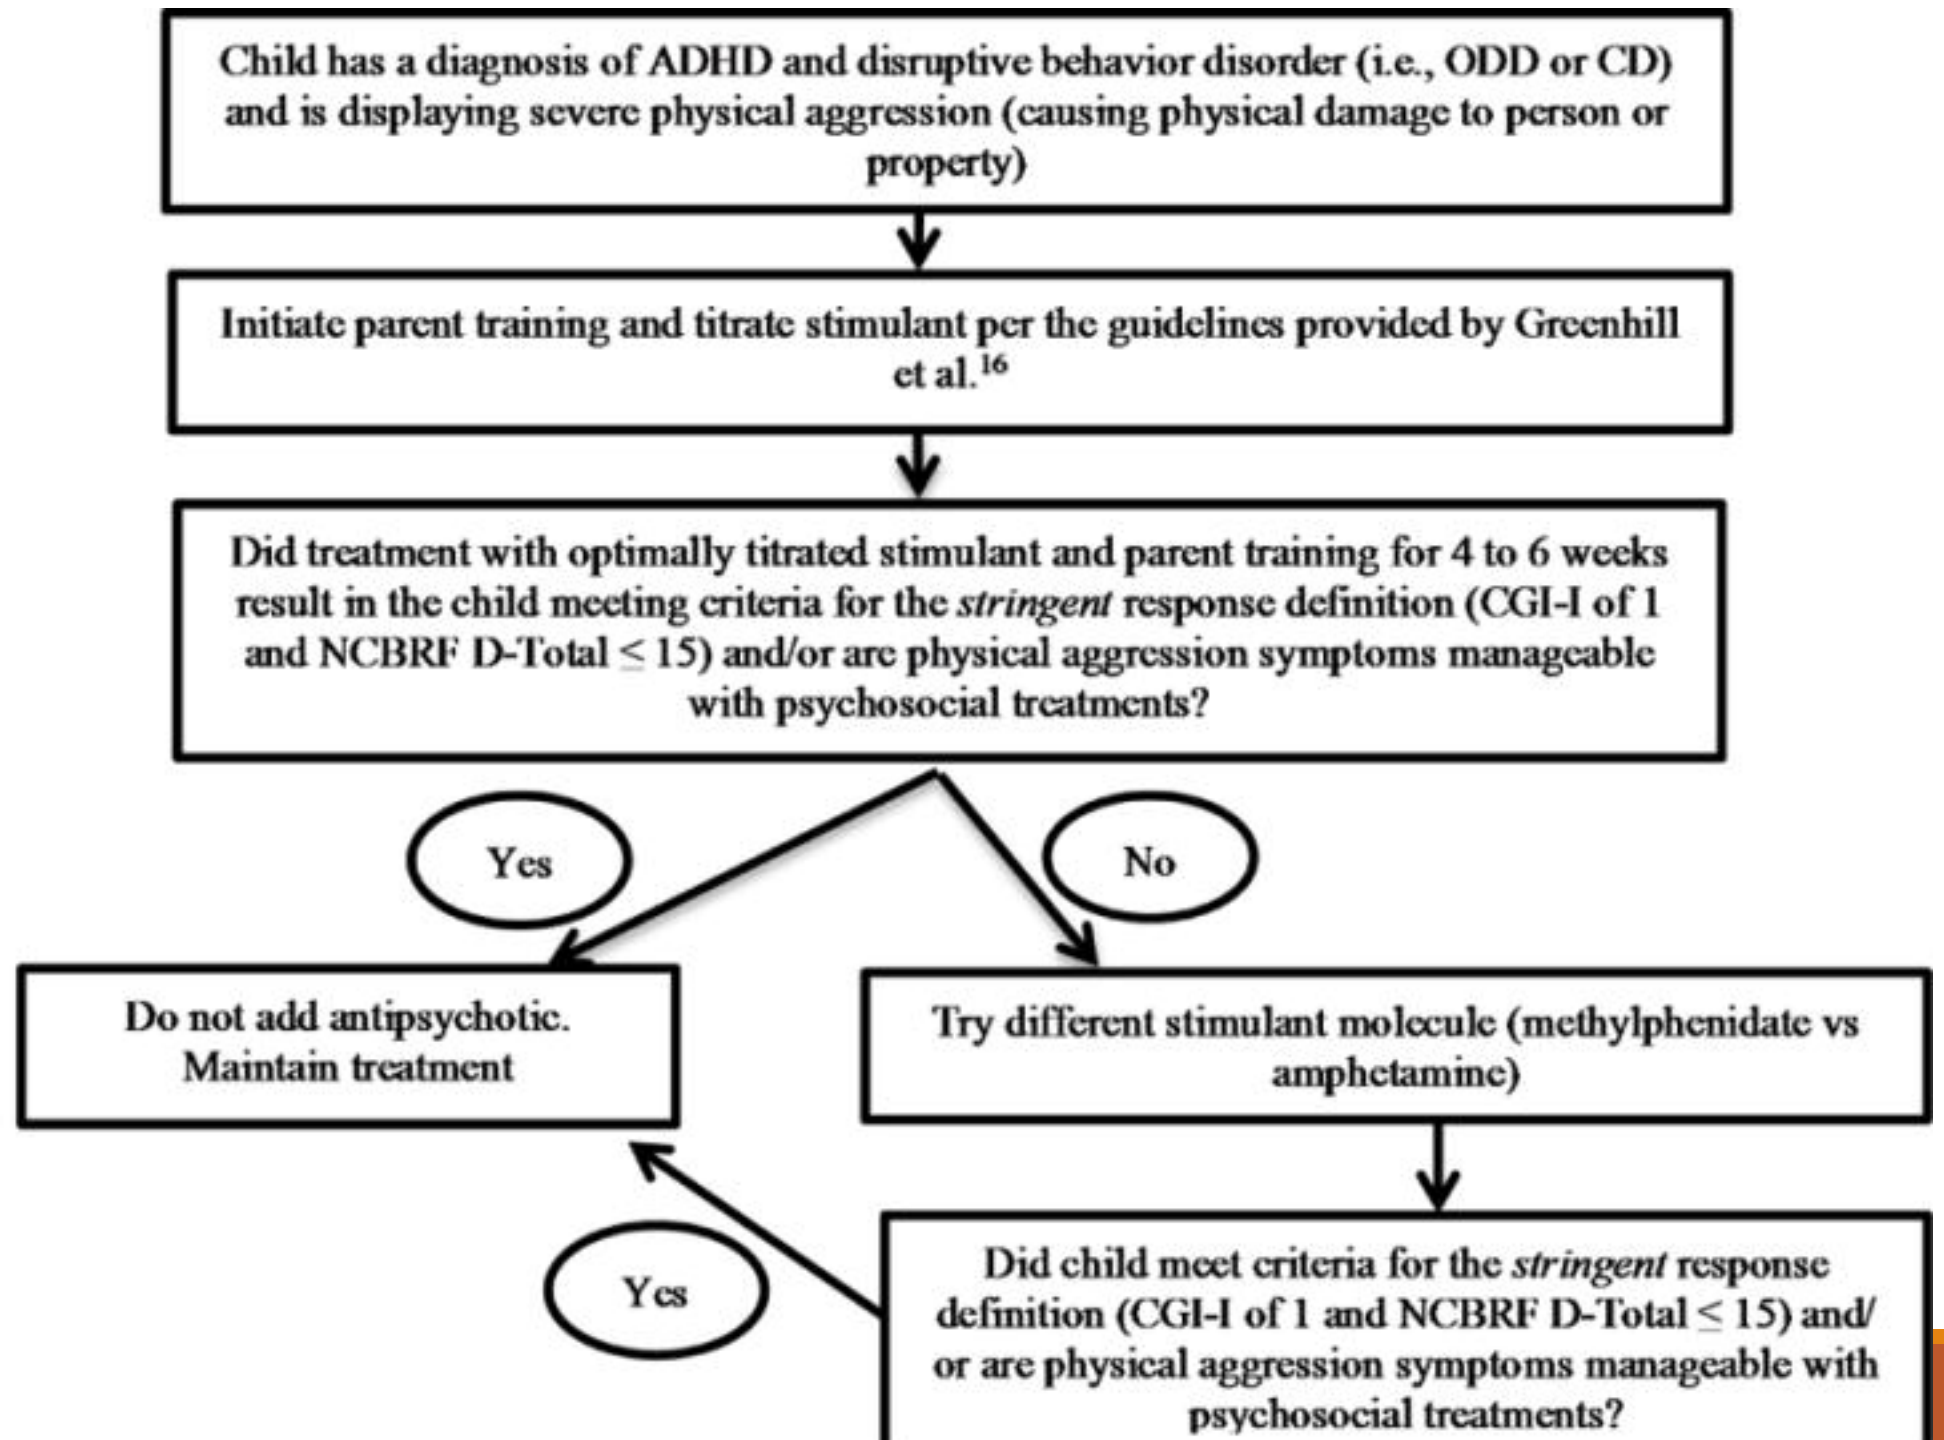 Child has a diagnosis of ADHD and disruptive behavior disorder (i.e., ODD or CD)
and is displaying severe physical aggression (causing physical damage to person or
property)
Initiate parent training and titrate stimulant per the guidelines provided by Greenhill
et al.16
Did treatment with optimally titrated stimulant and parent training for 4 to 6 weeks
result in the child meeting criteria for the stringent response definition (CGI-I of 1
and NCBRF D-Total ≤ 15) and/or are physical aggression symptoms manageable
with psychosocial treatments?
Yes
No
Do not add antipsychotic.
Maintain treatment
Try different stimulant molecule (methylphenidate vs
amphetamine)
Yes
Did child meet criteria for the stringent response
definition (CGI-I of 1 and NCBRF D-Total ≤ 15) and/
or are physical aggression symptoms manageable with
psychosocial treatments?